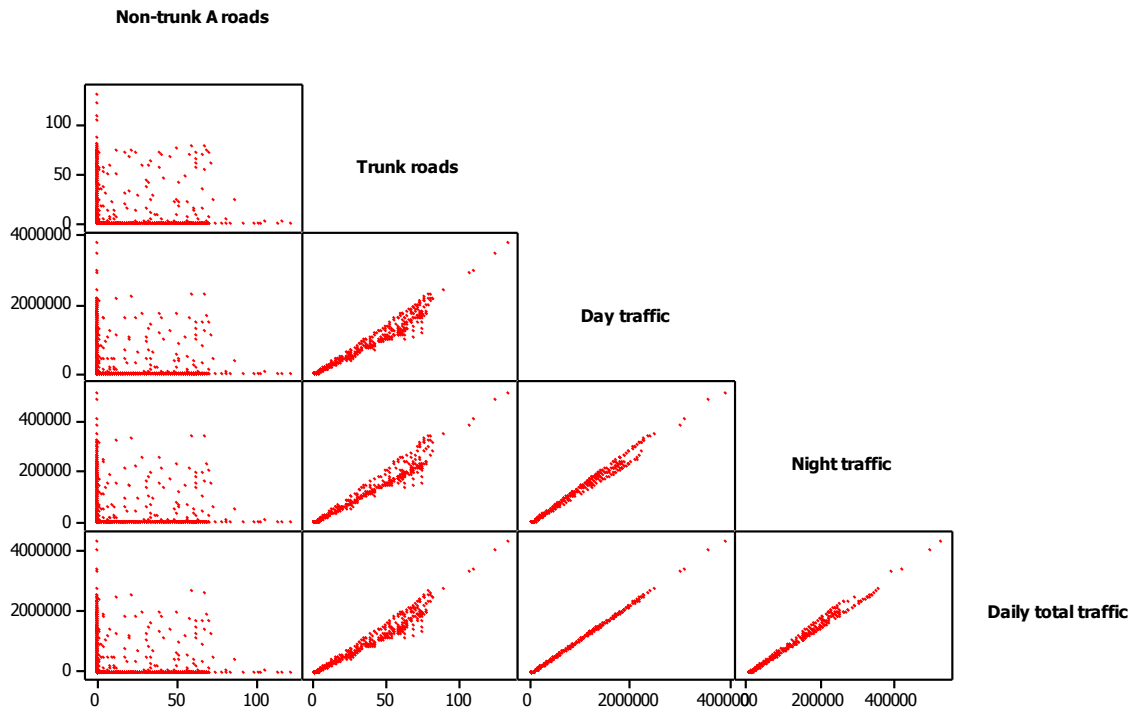 Non-trunk A roads
100
50
0
Trunk roads
4000000
2000000
0
Day traffic
400000
200000
0
Night traffic
4000000
2000000
0
Daily total traffic
0 50 100 0 50 100 0 2000000 4000000 0 200000 400000